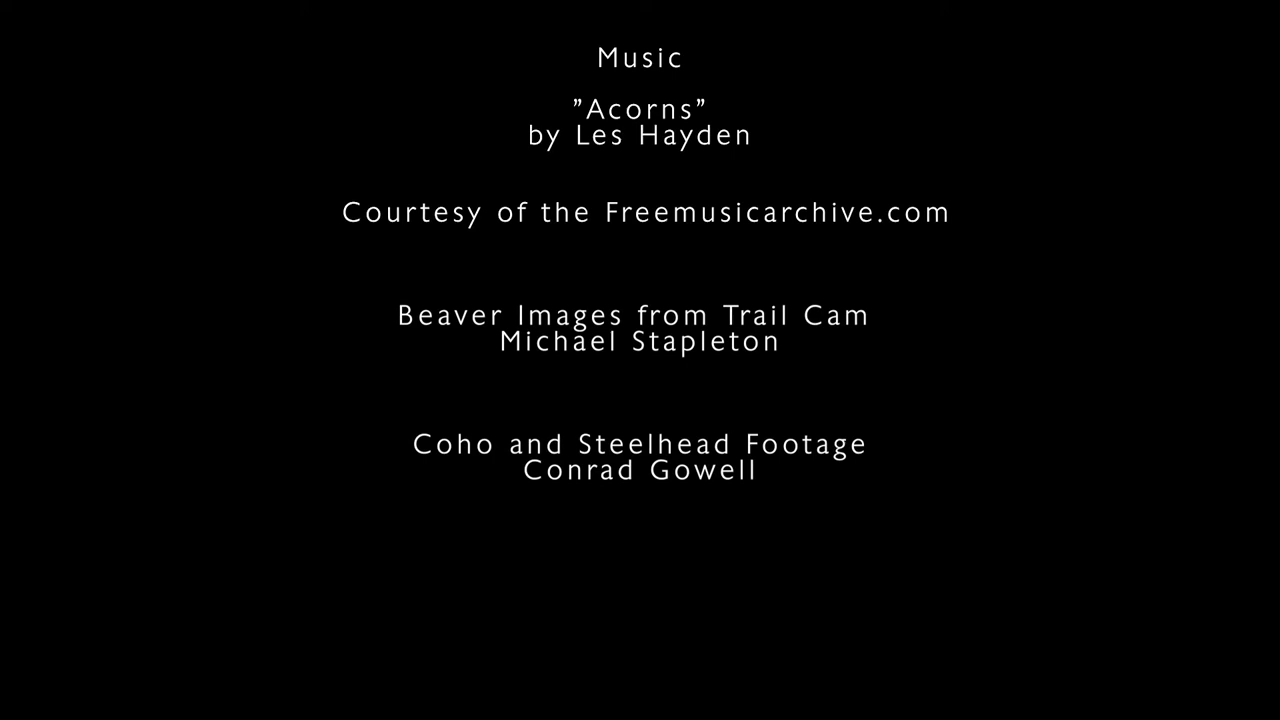 Music
”Acorns”
by Les Hayden
Courtesy of the Freemusicarchive.com
Beaver Images from Trail Cam
Michael Stapleton
Coho and Steelhead Footage
Conrad Gowell